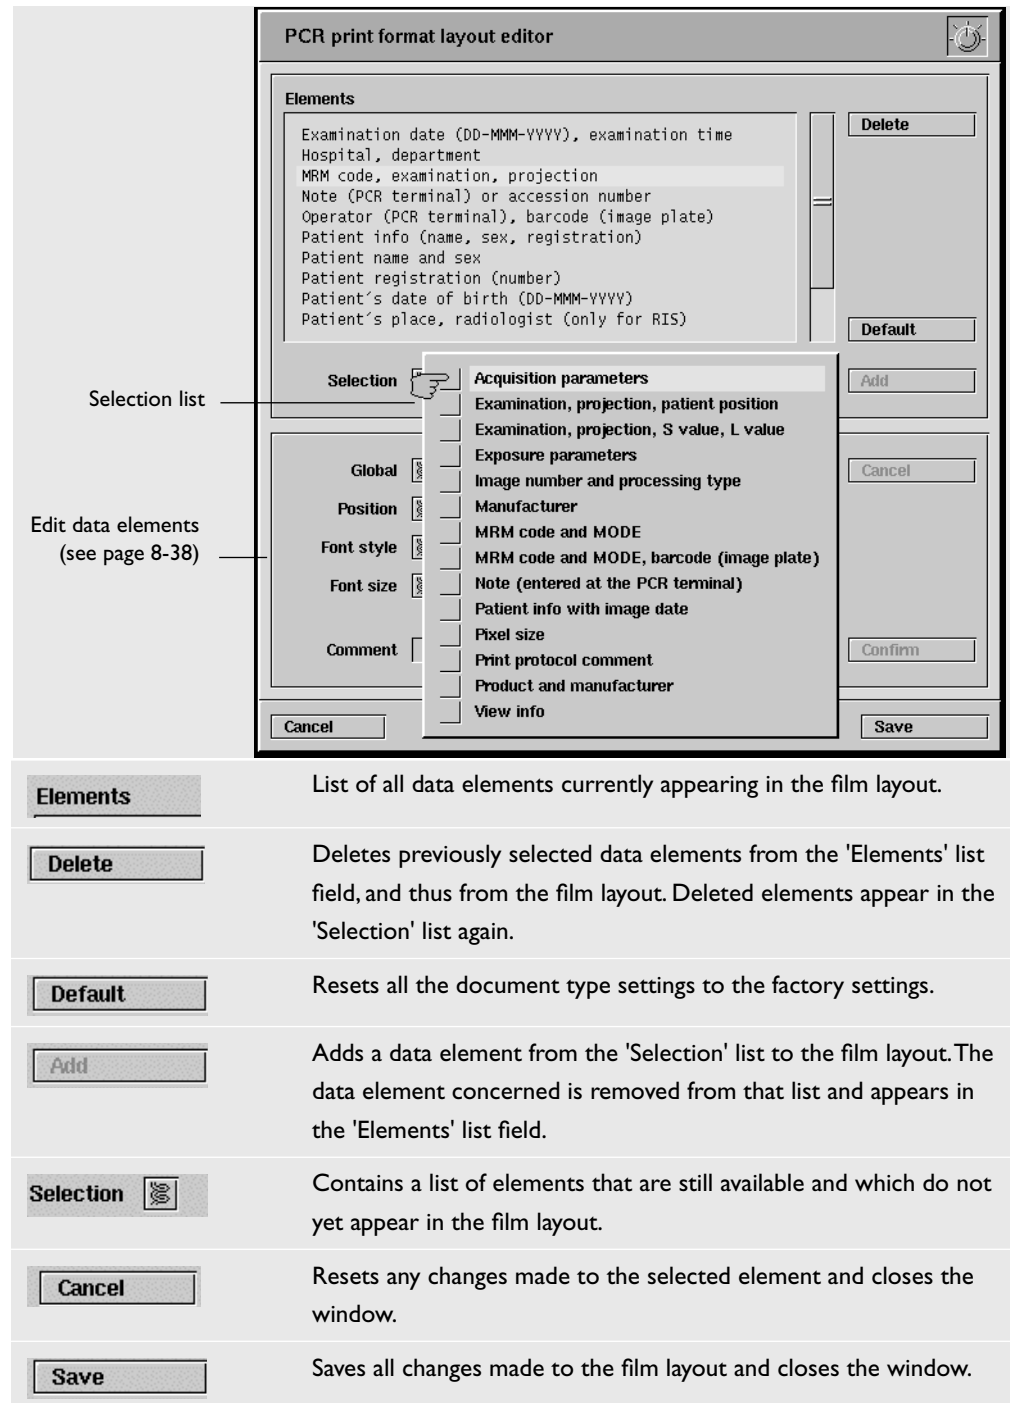 PCR print format layout editor
Elements
Examination date (DD-MMM-YYYY), examination time
Hospital, department
MRM code, examination, projection
Note (PCR terminal) or accession number
Operator (PCR terminal), barcode (image plate)
Patient info (name, sex, registration)
Patient name and sex
Patient registration (number)
Patient´s date of birth (DD-MMM-YYYY)
Patient´s place, radiologist (only for RIS)
Delete
Default
Selection list
Selection
Add
Acquisition parameters
Examination, projection, patient position
Examination, projection, S value, L value
Exposure parameters
Image number and processing type
Manufacturer
MRM code and MODE
MRM code and MODE, barcode (image plate)
Note (entered at the PCR terminal)
Patient info with image date
Pixel size
Print protocol comment
Product and manufacturer
View info
Edit data elements
(see page 8-38)
Global
Position
Font style
Font size
Comment
Cancel
Confirm
Cancel
Save
Elements
List of all data elements currently appearing in the film layout.
Delete
Deletes previously selected data elements from the 'Elements' list
field, and thus from the film layout. Deleted elements appear in the
'Selection' list again.
Default
Resets all the document type settings to the factory settings.
Add
Adds a data element from the 'Selection' list to the film layout. The
data element concerned is removed from that list and appears in
the 'Elements' list field.
Selection
Contains a list of elements that are still available and which do not
yet appear in the film layout.
Cancel
Resets any changes made to the selected element and closes the
window.
Save
Saves all changes made to the film layout and closes the window.